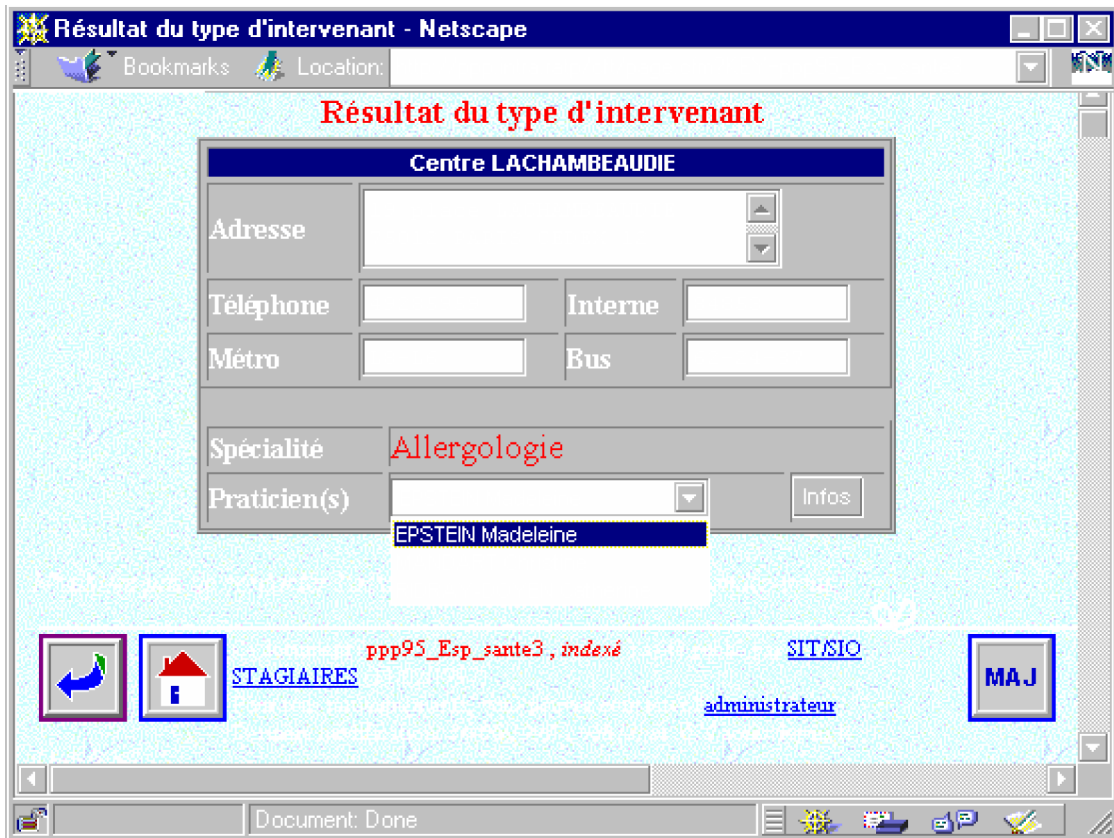 Résultat du type d'intervenant - Netscape
Bookmarks Location: N
Résultat du type d'intervenant
Centre LACHAMBEAUDIE
Adresse
Téléphone Interne
Métro Bus
Spécialité Allergologie
Praticien(s) Infos
EPSTEIN Madeleine
ppp95_Esp_sante3 , indexé SIT/SIO
STAGIAIRES
administrateur
MAJ
Document: Done